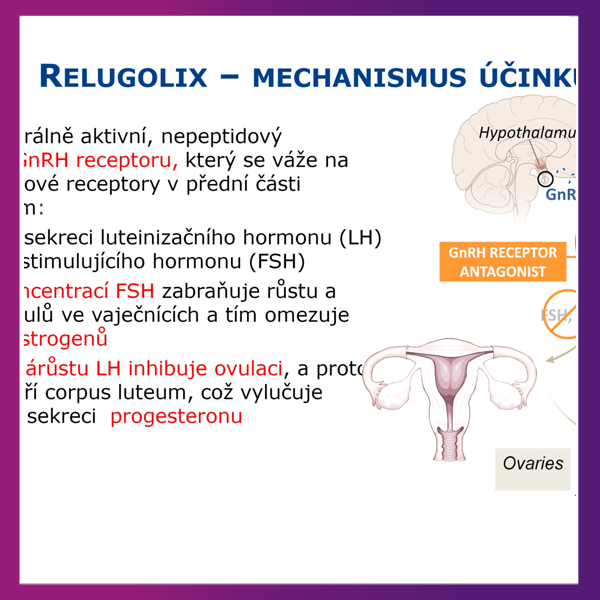 RELUGOLIX – MECHANISMUS ÚČINKU
rálně aktivní, nepeptidový
GnRH receptoru, který se váže na
ové receptory v přední části
m:
sekreci luteinizačního hormonu (LH)
stimulujícího hormonu (FSH)
ncentrací FSH zabraňuje růstu a
ulů ve vaječnících a tím omezuje
strogenů
árůstu LH inhibuje ovulaci, a proto
ří corpus luteum, což vylučuje
sekreci progesteronu
Hypothalamu
GnR
GnRH RECEPTOR
ANTAGONIST
FSH,
Ovaries